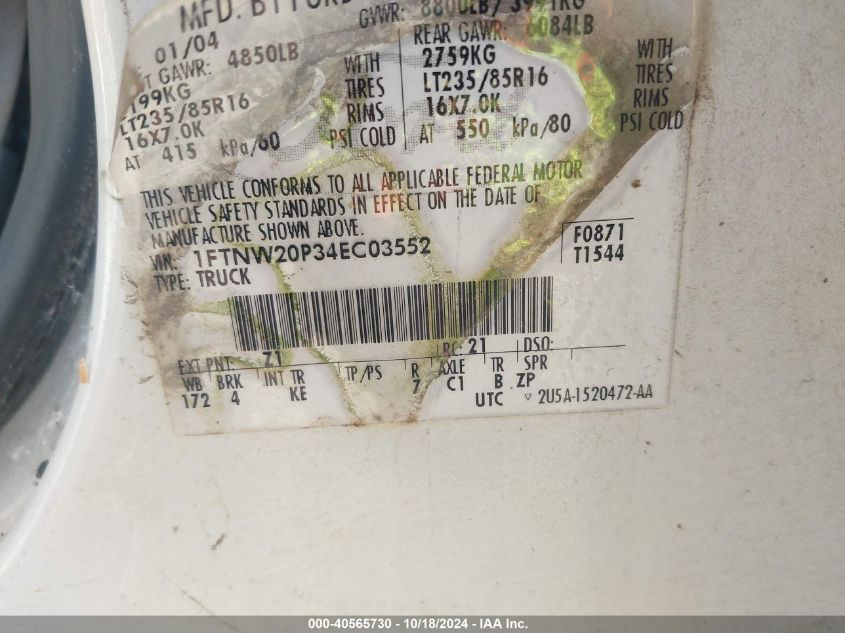 MFD. BY FORD
GVWR: 8800LB/ 3991KG
01/04
GAWR: 4850LB
REAR GAWR: 6084LB
WITH
TIRES
RIMS
PSI COLD
2759KG
LT235/85R16
16X7.0K
AT 550 kPa/80
WITH
TIRES
RIMS
PSI COLD
LT235/85R16
16X7.0K
AT 415 kPa/60
THIS VEHICLE CONFORMS TO ALL APPLICABLE FEDERAL MOTOR
VEHICLE SAFETY STANDARDS IN EFFECT ON THE DATE OF
MANUFACTURE SHOWN ABOVE.
VIN: 1FTNW20P34EC03552
TYPE: TRUCK
F0871
T1544
EXT PNT: Z1
RC: 21
DSO:
WB BRK INT TR TP/PS R AXLE TR SPR
172 4 KE 7 C1 B ZP
UTC ▽ 2U5A-1520472-AA
000-40565730 - 10/18/2024 - IAA Inc.